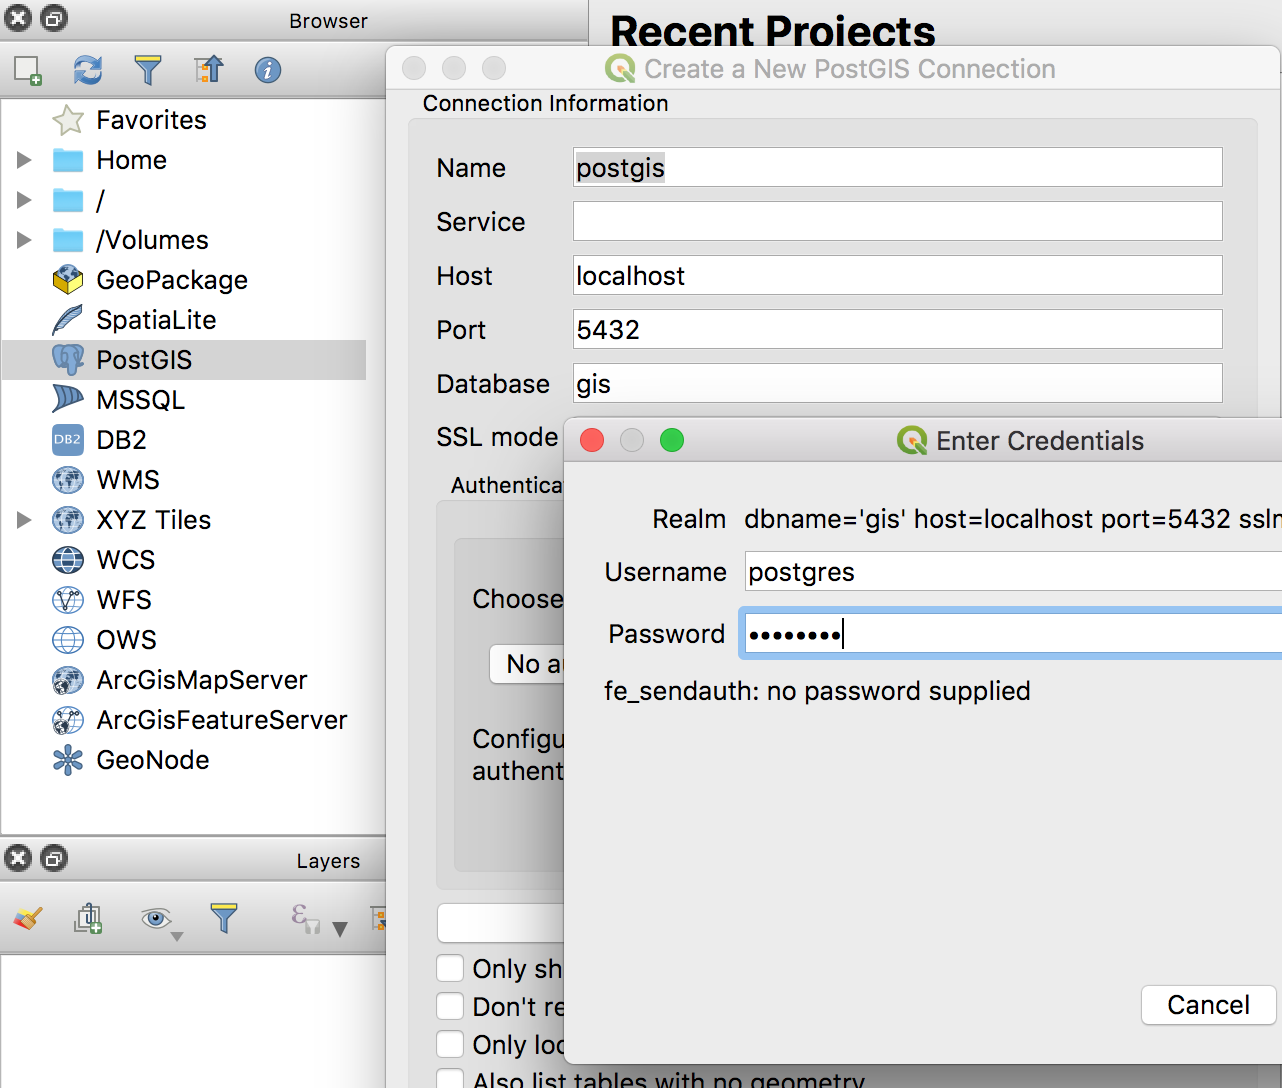 Browser
Recent Projects
Create a New PostGIS Connection
Connection Information
Favorites
Home
/
/Volumes
GeoPackage
SpatiaLite
PostGIS
MSSQL
DB2
DB2
WMS
XYZ Tiles
WCS
WFS
OWS
ArcGisMapServer
ArcGisFeatureServer
GeoNode
Name postgis
Service
Host localhost
Port 5432
Database gis
SSL mode
Authentica
Choose
No au
Configu
authent
Enter Credentials
Realm dbname='gis' host=localhost port=5432 sslm
Username postgres
Password ••••••••
fe_sendauth: no password supplied
Cancel
Layers
ε
Only sh
Don't re
Only loc
Also list tables with no geometry